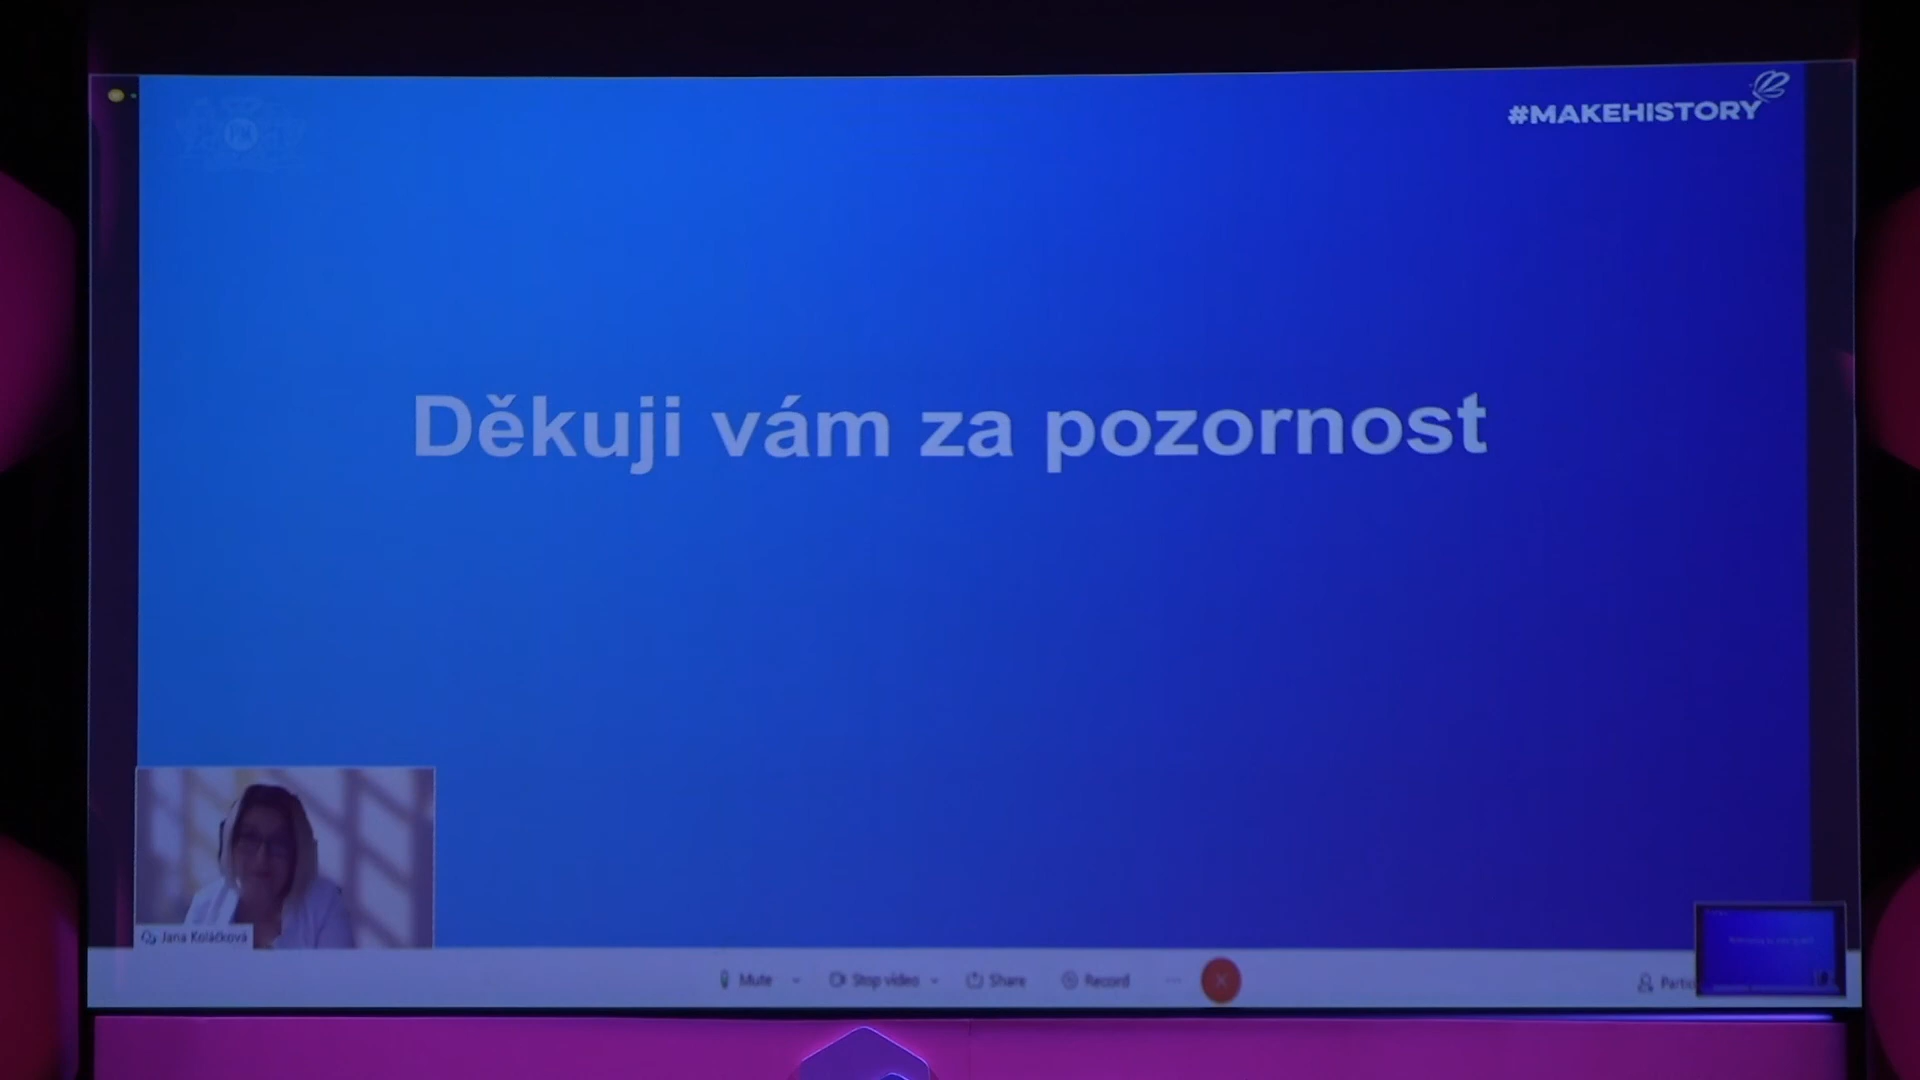 #MAKEHISTORY
Děkuji vám za pozornost
Jana Koláčková
Mute
Stop video
Share
Record